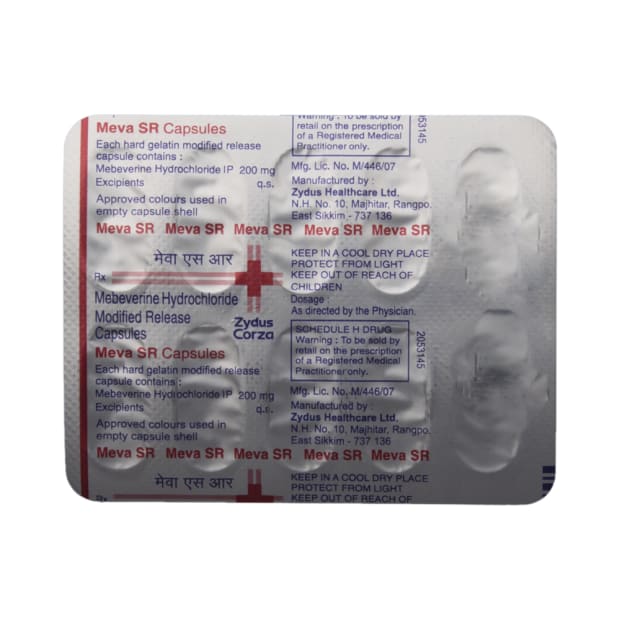 Meva SR Capsules
Each hard gelatin modified release
capsule contains :
Mebeverine Hydrochloride IP 200 mg
Excipients q.s.
Approved colours used in
empty capsule shell
Warning : To be sold by
retail on the prescription
of a Registered Medical
Practitioner only.
2053145
Mfg. Lic. No. M/446/07
Manufactured by :
Zydus Healthcare Ltd.
N.H. No. 10, Majhitar, Rangpo.
East Sikkim - 737 136
Meva SR Meva SR Meva SR Meva SR Meva SR
मेवा एस आर
Rx
Mebeverine Hydrochloride
Modified Release
Capsules
Zydus
Corza
KEEP IN A COOL DRY PLACE
PROTECT FROM LIGHT
KEEP OUT OF REACH OF
CHILDREN
Dosage :
As directed by the Physician.
Meva SR Capsules
Each hard gelatin modified release
capsule contains :
Mebeverine Hydrochloride IP 200 mg
Excipients q.s.
Approved colours used in
empty capsule shell
SCHEDULE H DRUG
Warning : To be sold by
retail on the prescription
of a Registered Medical
Practitioner only.
2053145
Mfg. Lic. No. M/446/07
Manufactured by :
Zydus Healthcare Ltd.
N.H. No. 10, Majhitar, Rangpo.
East Sikkim - 737 136
Meva SR Meva SR Meva SR Meva SR Meva SR
मेवा एस आर
Rx
KEEP IN A COOL DRY PLACE
PROTECT FROM LIGHT
KEEP OUT OF REACH OF